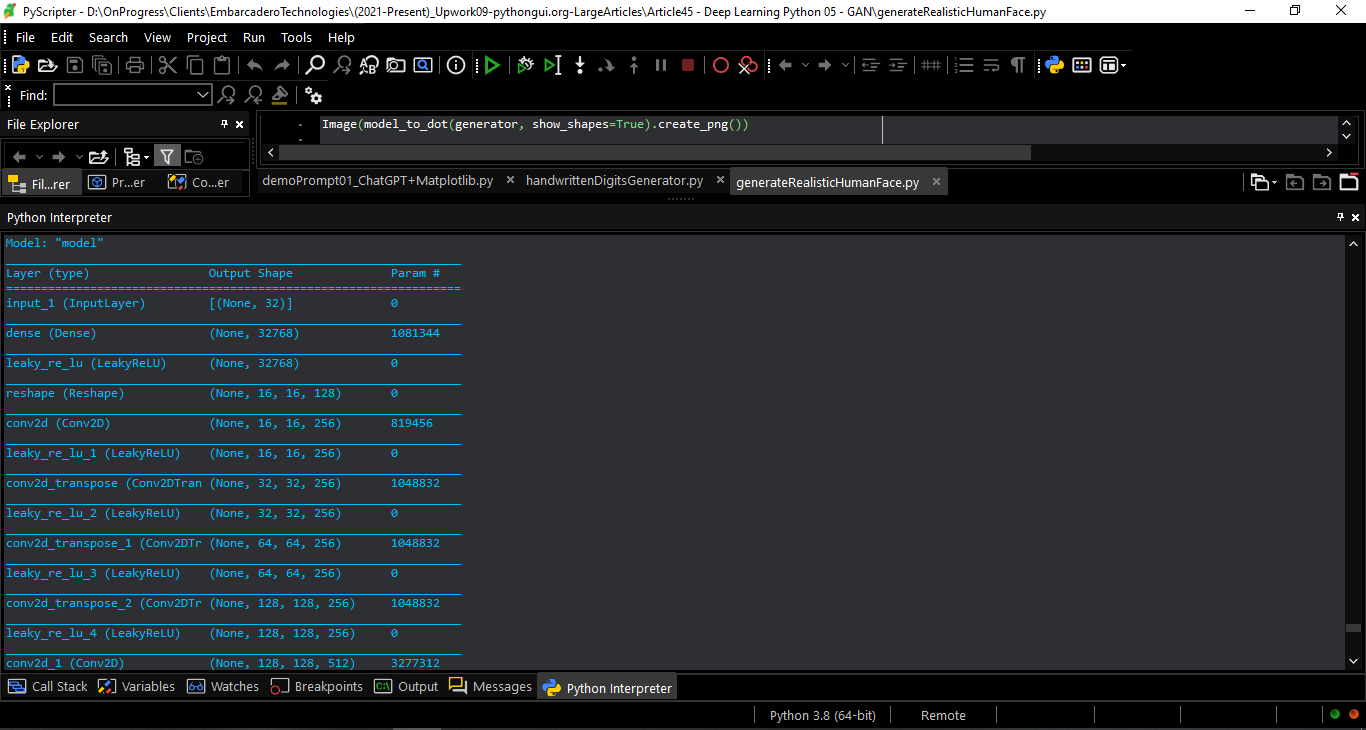 PyScripter - D:\OnProgress\Clients\EmbarcaderoTechnologies\(2021-Present)_Upwork09-pythongui.org-LargeArticles\Article45 - Deep Learning Python 05 - GAN\generateRealisticHumanFace.py
File Edit Search View Project Run Tools Help
Find:
File Explorer
Image(model_to_dot(generator, show_shapes=True).create_png())
Fil...rer Pr...er Co...er
demoPrompt01_ChatGPT+Matplotlib.py handwrittenDigitsGenerator.py generateRealisticHumanFace.py
Python Interpreter
Model: "model"
Layer (type) Output Shape Param #
=================================================================
input_1 (InputLayer) [(None, 32)] 0
dense (Dense) (None, 32768) 1081344
leaky_re_lu (LeakyReLU) (None, 32768) 0
reshape (Reshape) (None, 16, 16, 128) 0
conv2d (Conv2D) (None, 16, 16, 256) 819456
leaky_re_lu_1 (LeakyReLU) (None, 16, 16, 256) 0
conv2d_transpose (Conv2DTran (None, 32, 32, 256) 1048832
leaky_re_lu_2 (LeakyReLU) (None, 32, 32, 256) 0
conv2d_transpose_1 (Conv2DTr (None, 64, 64, 256) 1048832
leaky_re_lu_3 (LeakyReLU) (None, 64, 64, 256) 0
conv2d_transpose_2 (Conv2DTr (None, 128, 128, 256) 1048832
leaky_re_lu_4 (LeakyReLU) (None, 128, 128, 256) 0
conv2d_1 (Conv2D) (None, 128, 128, 512) 3277312
Call Stack Variables Watches Breakpoints Output Messages Python Interpreter
Python 3.8 (64-bit) Remote